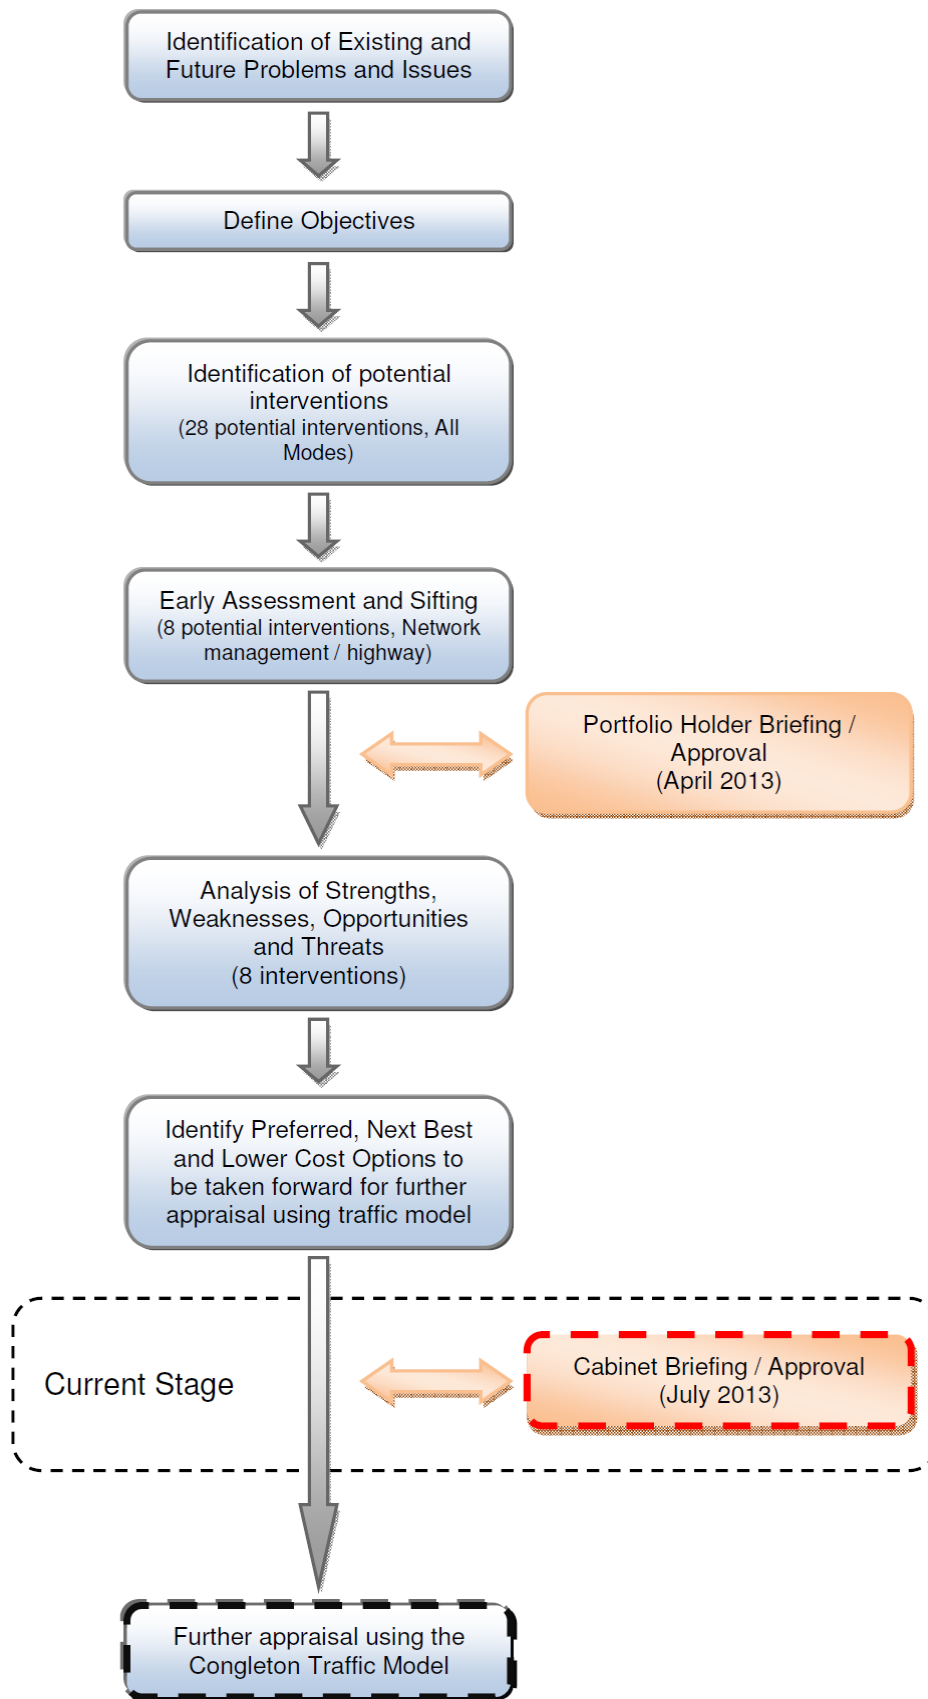 Identification of Existing and
Future Problems and Issues
Define Objectives
Identification of potential
interventions
(28 potential interventions, All
Modes)
Early Assessment and Sifting
(8 potential interventions, Network
management / highway)
Portfolio Holder Briefing /
Approval
(April 2013)
Analysis of Strengths,
Weaknesses, Opportunities
and Threats
(8 interventions)
Identify Preferred, Next Best
and Lower Cost Options to
be taken forward for further
appraisal using traffic model
Current Stage
Cabinet Briefing / Approval
(July 2013)
Further appraisal using the
Congleton Traffic Model